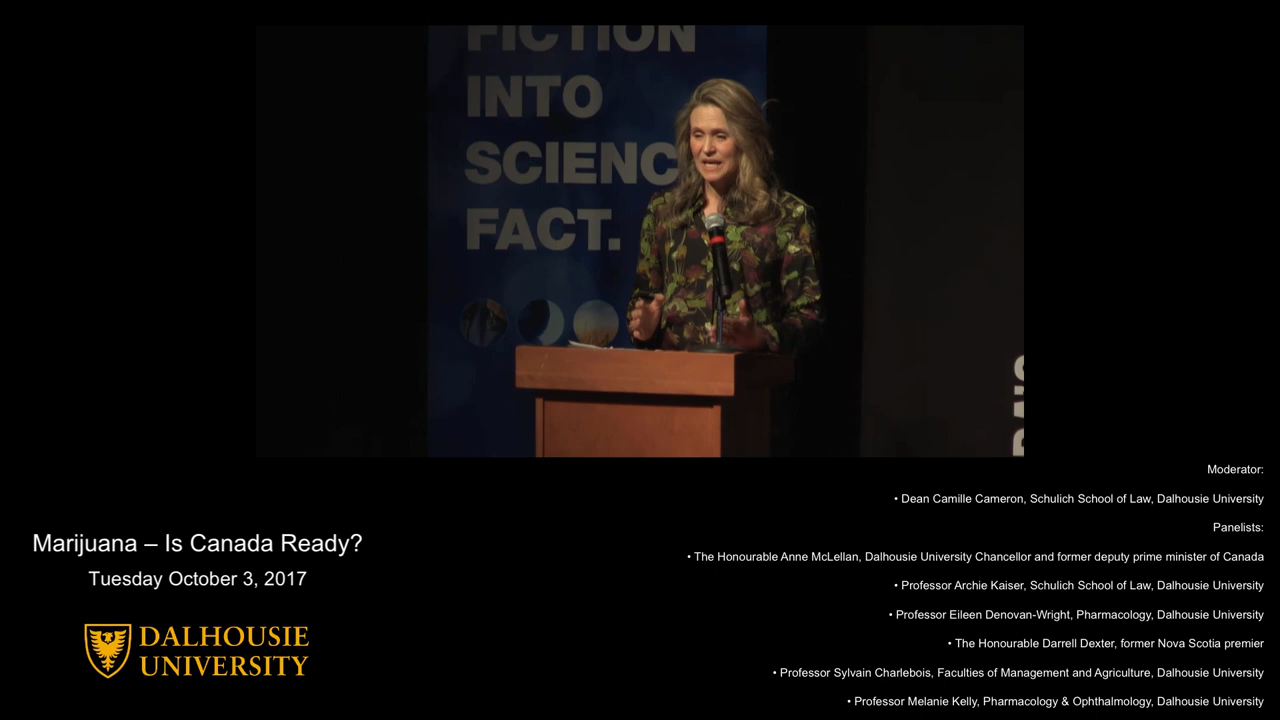 FICTION
INTO
SCIENC
FACT.
Moderator:
• Dean Camille Cameron, Schulich School of Law, Dalhousie University
Panelists:
• The Honourable Anne McLellan, Dalhousie University Chancellor and former deputy prime minister of Canada
• Professor Archie Kaiser, Schulich School of Law, Dalhousie University
• Professor Eileen Denovan-Wright, Pharmacology, Dalhousie University
• The Honourable Darrell Dexter, former Nova Scotia premier
• Professor Sylvain Charlebois, Faculties of Management and Agriculture, Dalhousie University
• Professor Melanie Kelly, Pharmacology & Ophthalmology, Dalhousie University
Marijuana – Is Canada Ready?
Tuesday October 3, 2017
DALHOUSIE
UNIVERSITY